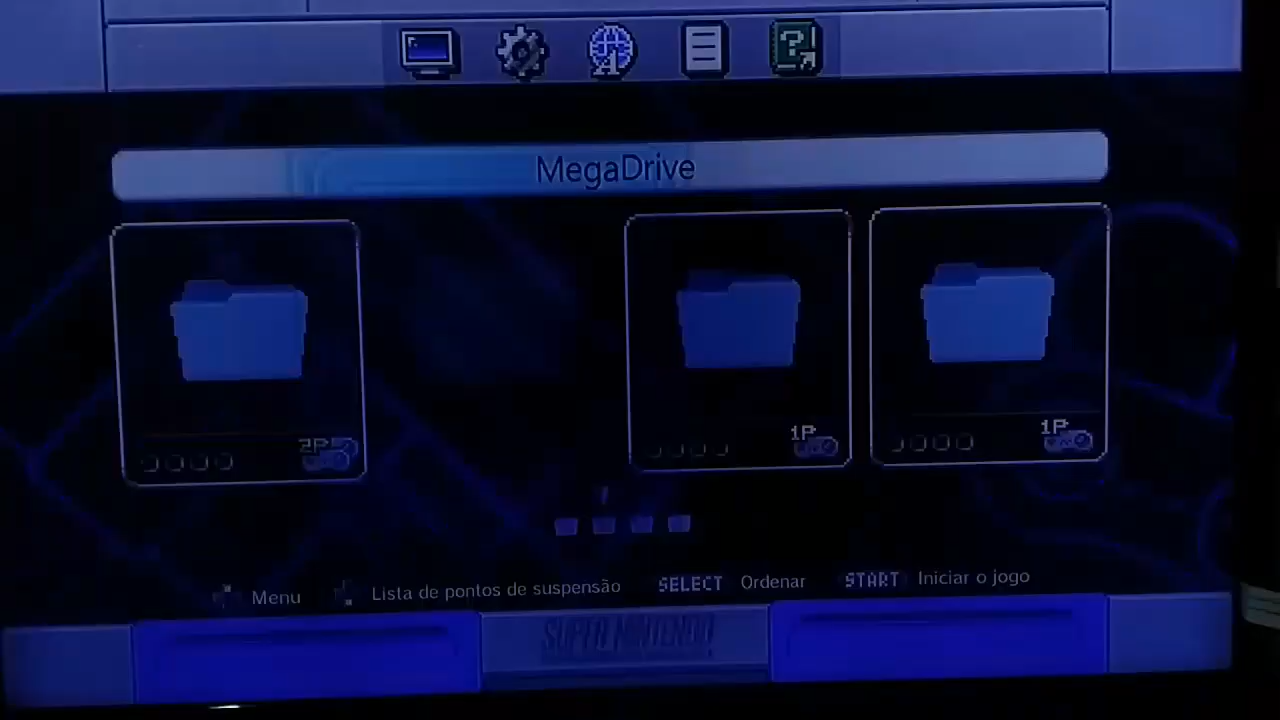 A
?!
MegaDrive
2P
1P
1P
Menu
Lista de pontos de suspensão
SELECT Ordenar
START Iniciar o jogo
SUPER NINTENDO